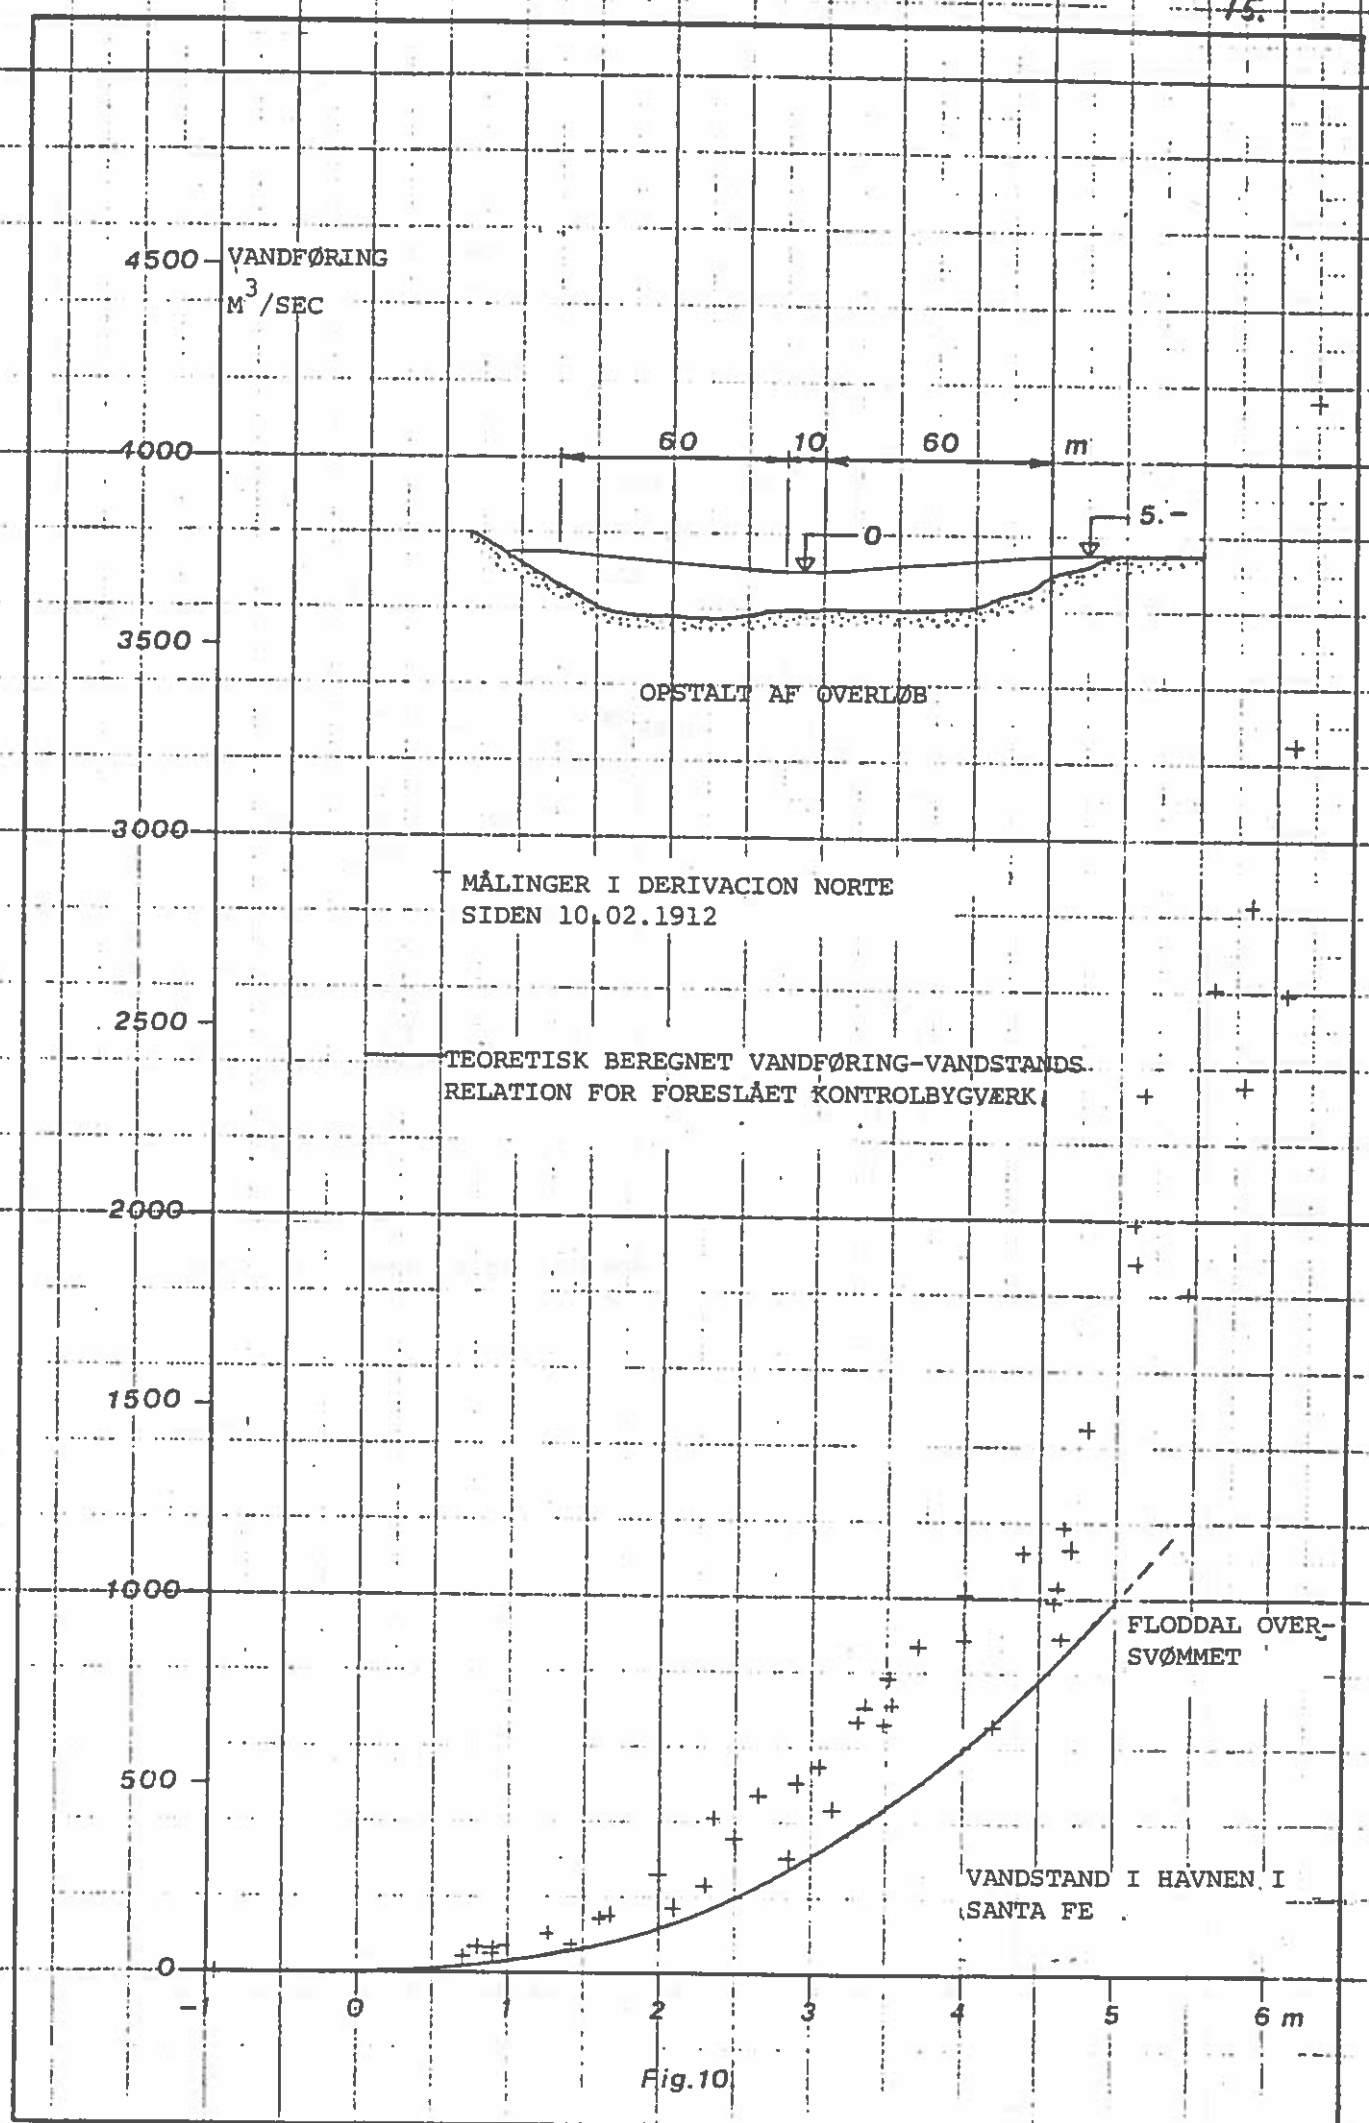 15.
4500 VANDFØRING
M³/SEC
4000
60 10 60 m
0 5.-
3500
OPSTALT AF OVERLØB
3000
+ MÅLINGER I DERIVACION NORTE
SIDEN 10.02.1912
2500
TEORETISK BEREGNET VANDFØRING-VANDSTANDS
RELATION FOR FORESLÅET KONTROLBYGVÆRK
2000
1500
1000
FLODDAL OVER-
SVØMMET
500
VANDSTAND I HAVNEN I
SANTA FE
0
-1 0 1 2 3 4 5 6 m
Fig.10